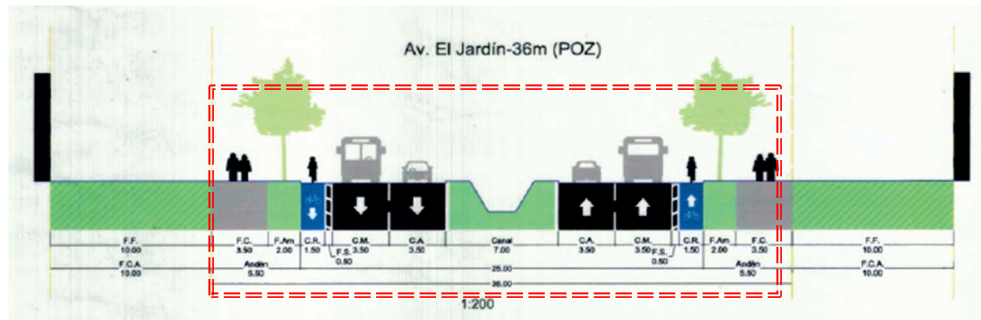 Av. El Jardín-36m (POZ)
F.F. F.C. F.Am C.R. C.M. C.A. Canal C.A. C.M. C.R. F.Am F.C. F.F.
10.00 3.50 2.00 1.50 F.S. 3.50 3.50 7.00 3.50 3.50 F.S. 1.50 2.00 3.50 10.00
0.50 0.50
F.C.A. Andén Andén F.C.A.
10.00 5.50 25.00 5.50 10.00
36.00
1:200